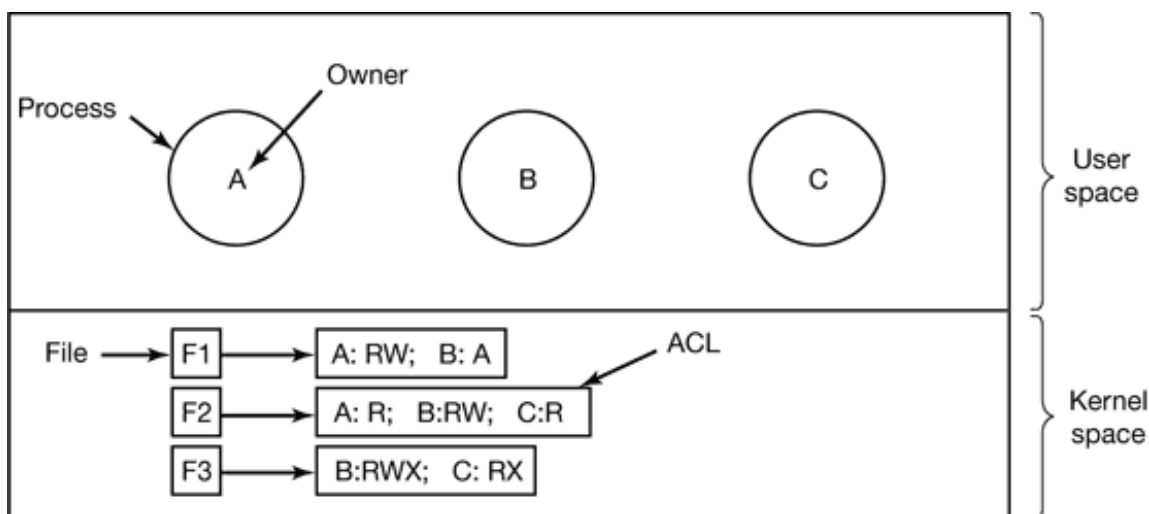 Owner
Process
A
B
C
User
space
File
F1
A: RW; B: A
ACL
F2
A: R; B:RW; C:R
F3
B:RWX; C: RX
Kernel
space